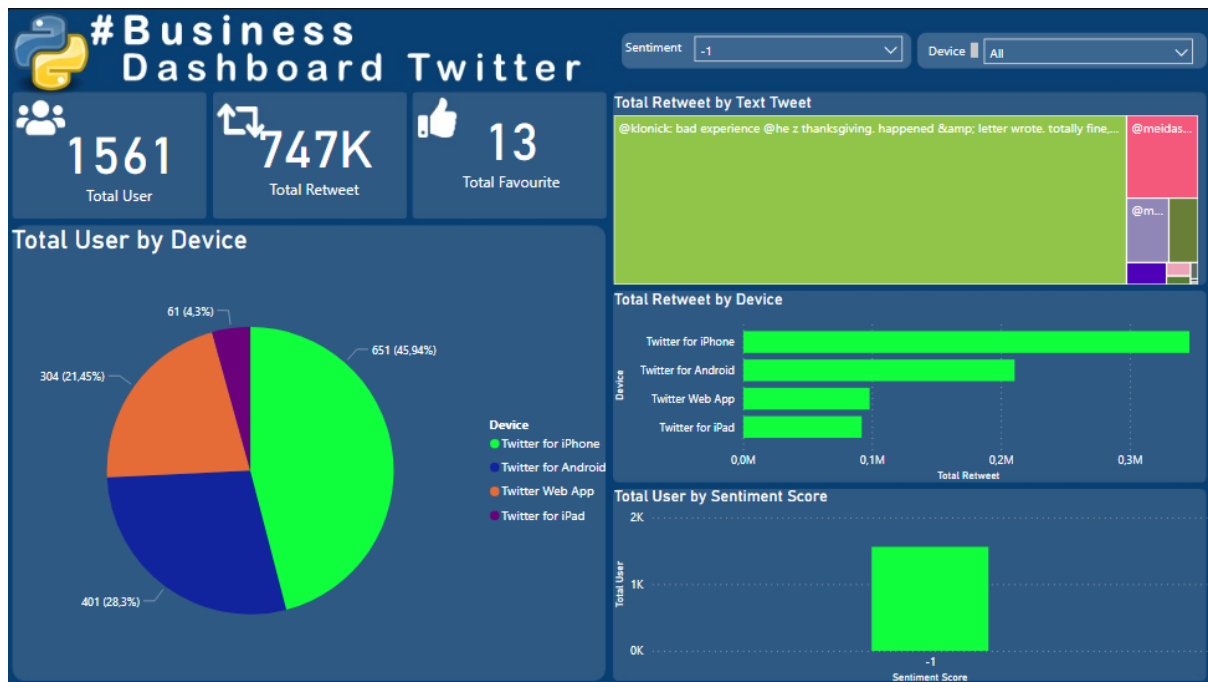 #Business
Dashboard Twitter
Sentiment
-1
Device
All
1561
Total User
747K
Total Retweet
13
Total Favourite
Total User by Device
61 (4,3%)
651 (45,94%)
304 (21,45%)
401 (28,3%)
Device
Twitter for iPhone
Twitter for Android
Twitter Web App
Twitter for iPad
Total Retweet by Text Tweet
@klonick: bad experience @he z thanksgiving. happened &amp; letter wrote. totally fine,...
@meidas...
@m...
Total Retweet by Device
Device
Twitter for iPhone
Twitter for Android
Twitter Web App
Twitter for iPad
0,0M
0,1M
0,2M
0,3M
Total Retweet
Total User by Sentiment Score
Total User
2K
1K
0K
-1
Sentiment Score